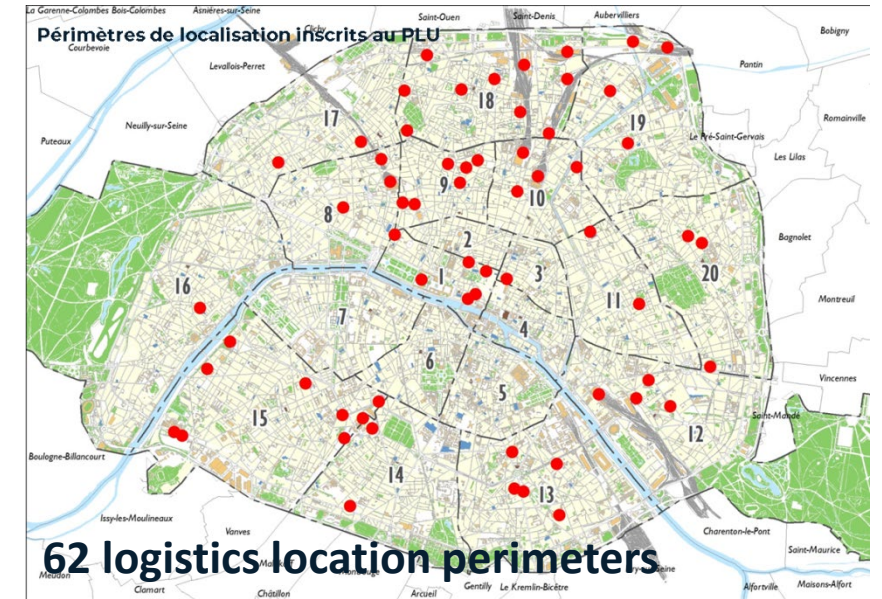 La Garenne-Colombes Bois-Colombes Asnières-sur-Seine Saint-Ouen Saint-Denis Aubervilliers
Clichy
Périmètres de localisation inscrits au PLU
Bobigny
Courbevoie
Levallois-Perret
Pantin
18
17
19
Puteaux
Neuilly-sur-Seine
Romainville
Le Pré-Saint-Gervais
Les Lilas
9
10
8
Bagnolet
2
20
3
1
16
11
Montreuil
7
4
6
5
Vincennes
15
Saint-Mandé
12
Boulogne-Billancourt
14
13
Issy-les-Moulineaux
Vanves
Charenton-le-Pont
Saint-Maurice
62 logistics location perimeters
Clamart
Châtillon
Arcueil
Gentilly
Le Kremlin-Bicêtre
Alfortville
Maisons-Alfort